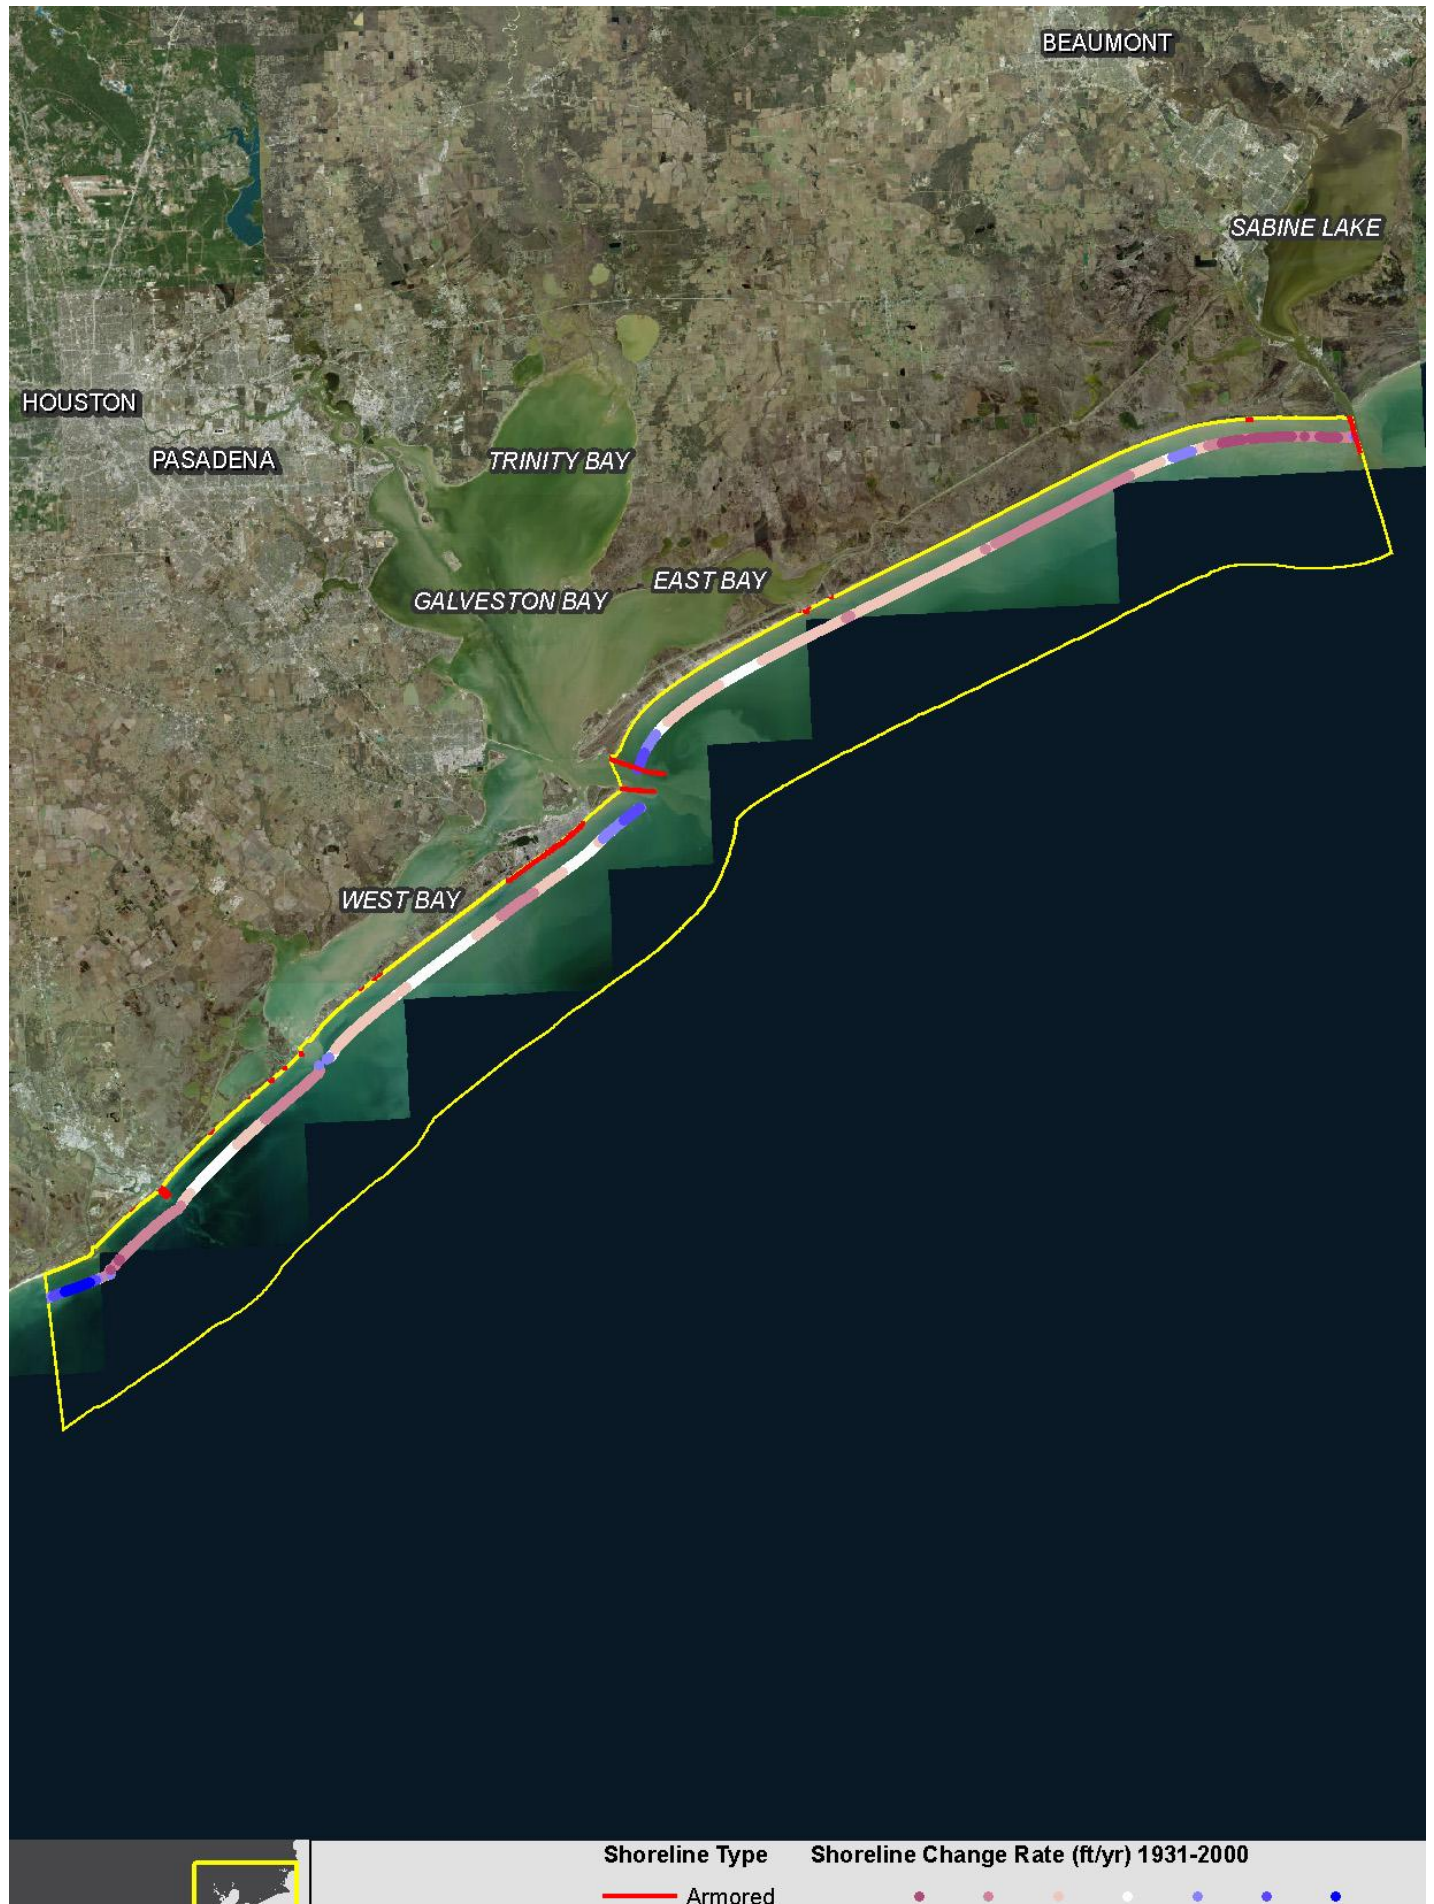 BEAUMONT
SABINE LAKE
HOUSTON
PASADENA
TRINITY BAY
EAST BAY
GALVESTON BAY
WEST BAY
Shoreline Type
Shoreline Change Rate (ft/yr) 1931-2000
Armored